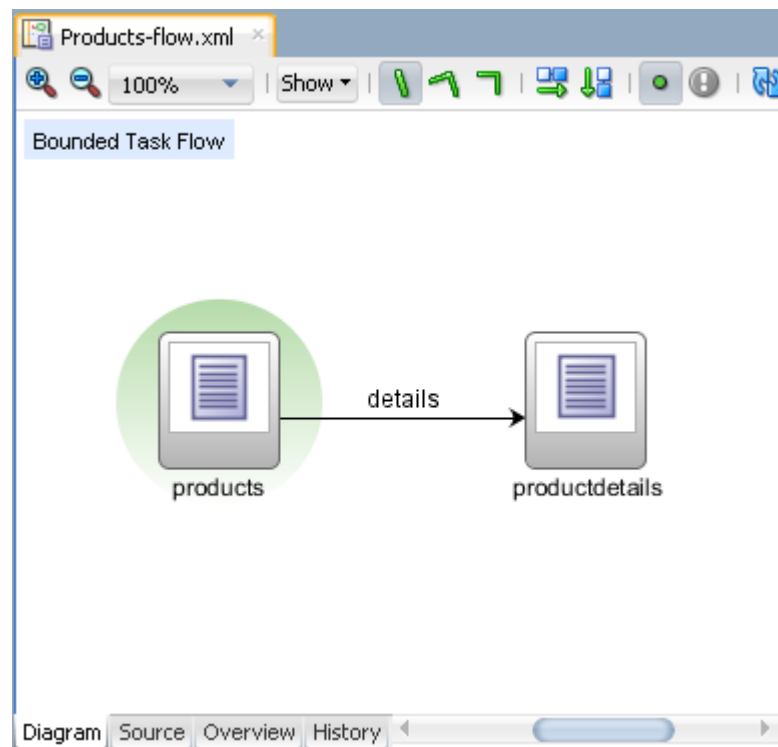 Products-flow.xml
100% Show
Bounded Task Flow
details
products productdetails
Diagram Source Overview History